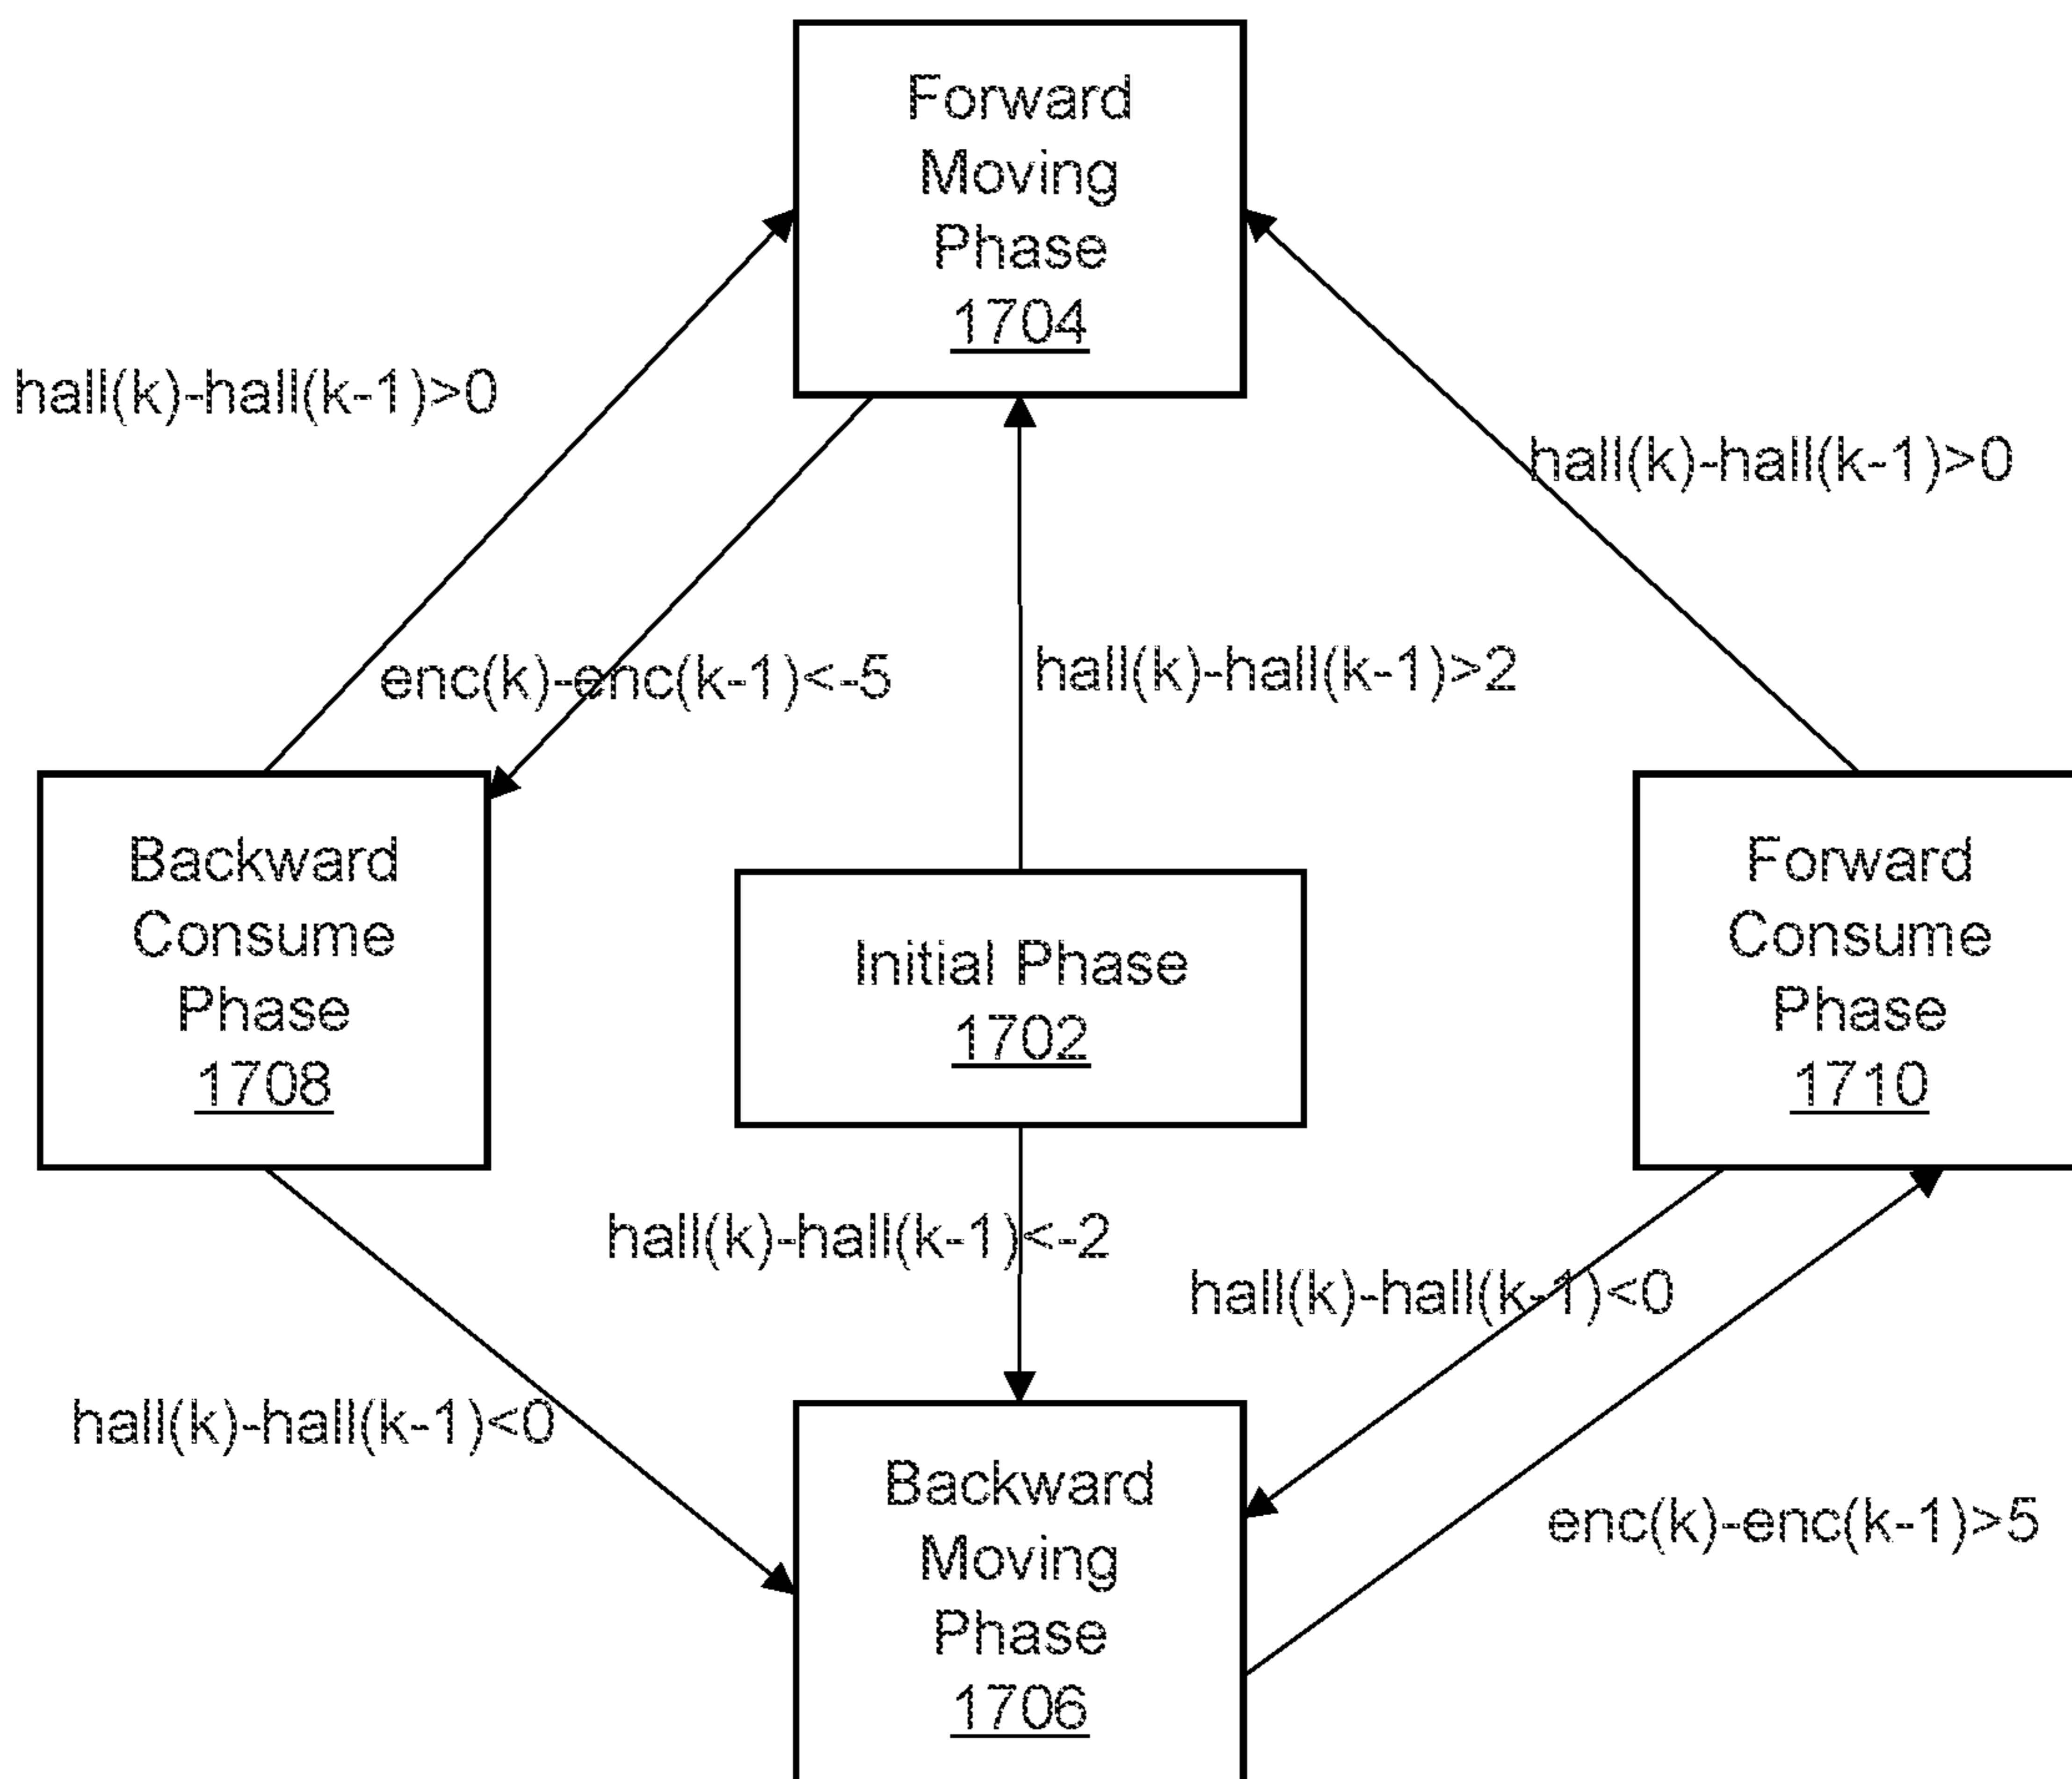 Forward
Moving
Phase
1704
hall(k)-hall(k-1)>0
hall(k)-hall(k-1)>0
enc(k)-enc(k-1)<-5
hall(k)-hall(k-1)>2
Backward
Consume
Phase
1708
Initial Phase
1702
Forward
Consume
Phase
1710
hall(k)-hall(k-1)<-2
hall(k)-hall(k-1)<0
hall(k)-hall(k-1)<0
enc(k)-enc(k-1)>5
Backward
Moving
Phase
1706